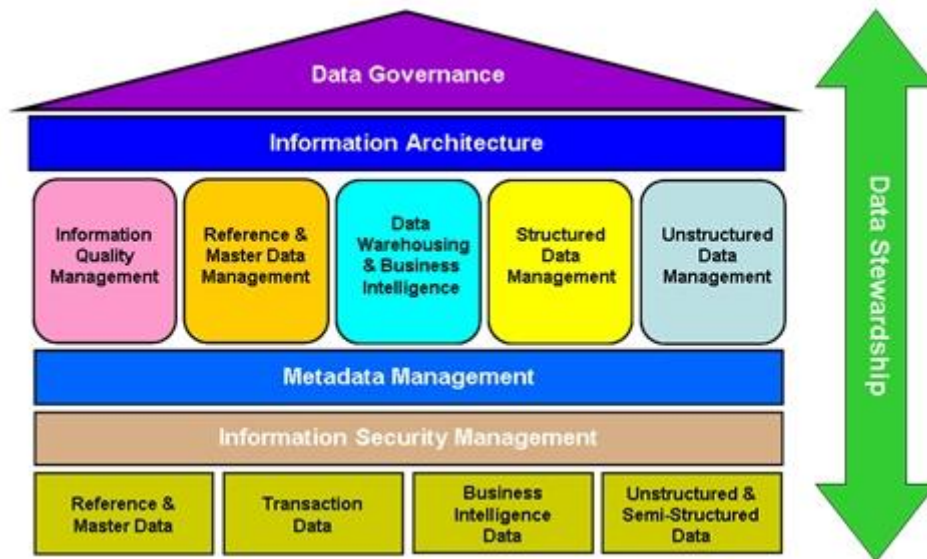 Data Governance
Information Architecture
Information
Quality
Management
Reference &
Master Data
Management
Data
Warehousing
& Business
Intelligence
Structured
Data
Management
Unstructured
Data
Management
Metadata Management
Information Security Management
Reference &
Master Data
Transaction
Data
Business
Intelligence
Data
Unstructured &
Semi-Structured
Data
Data Stewardship